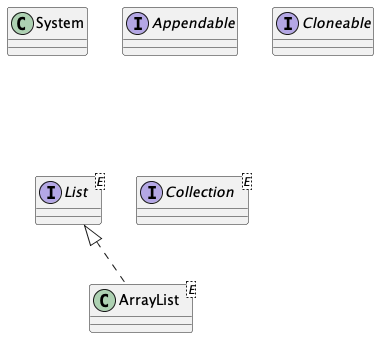 C System
I Appendable
I Cloneable
I List E
I Collection E
C ArrayList E